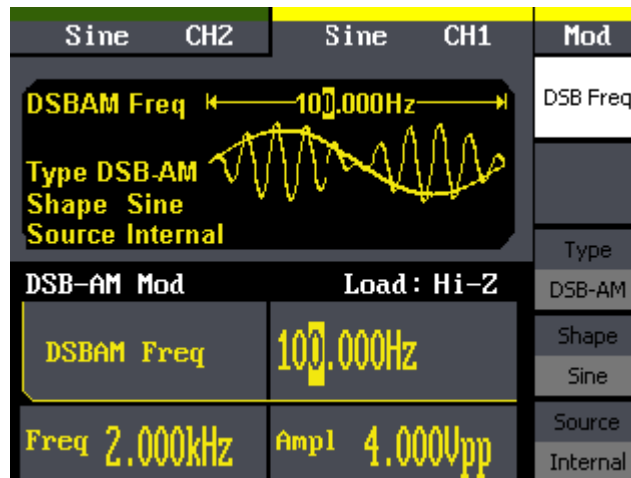 Sine CH2 Sine CH1 Mod
DSBAM Freq 100.000Hz
Type DSB-AM
Shape Sine
Source Internal
DSB-AM Mod Load: Hi-Z
DSBAM Freq 100.000Hz
Freq 2.000kHz Ampl 4.000Vpp
DSB Freq
Type
DSB-AM
Shape
Sine
Source
Internal